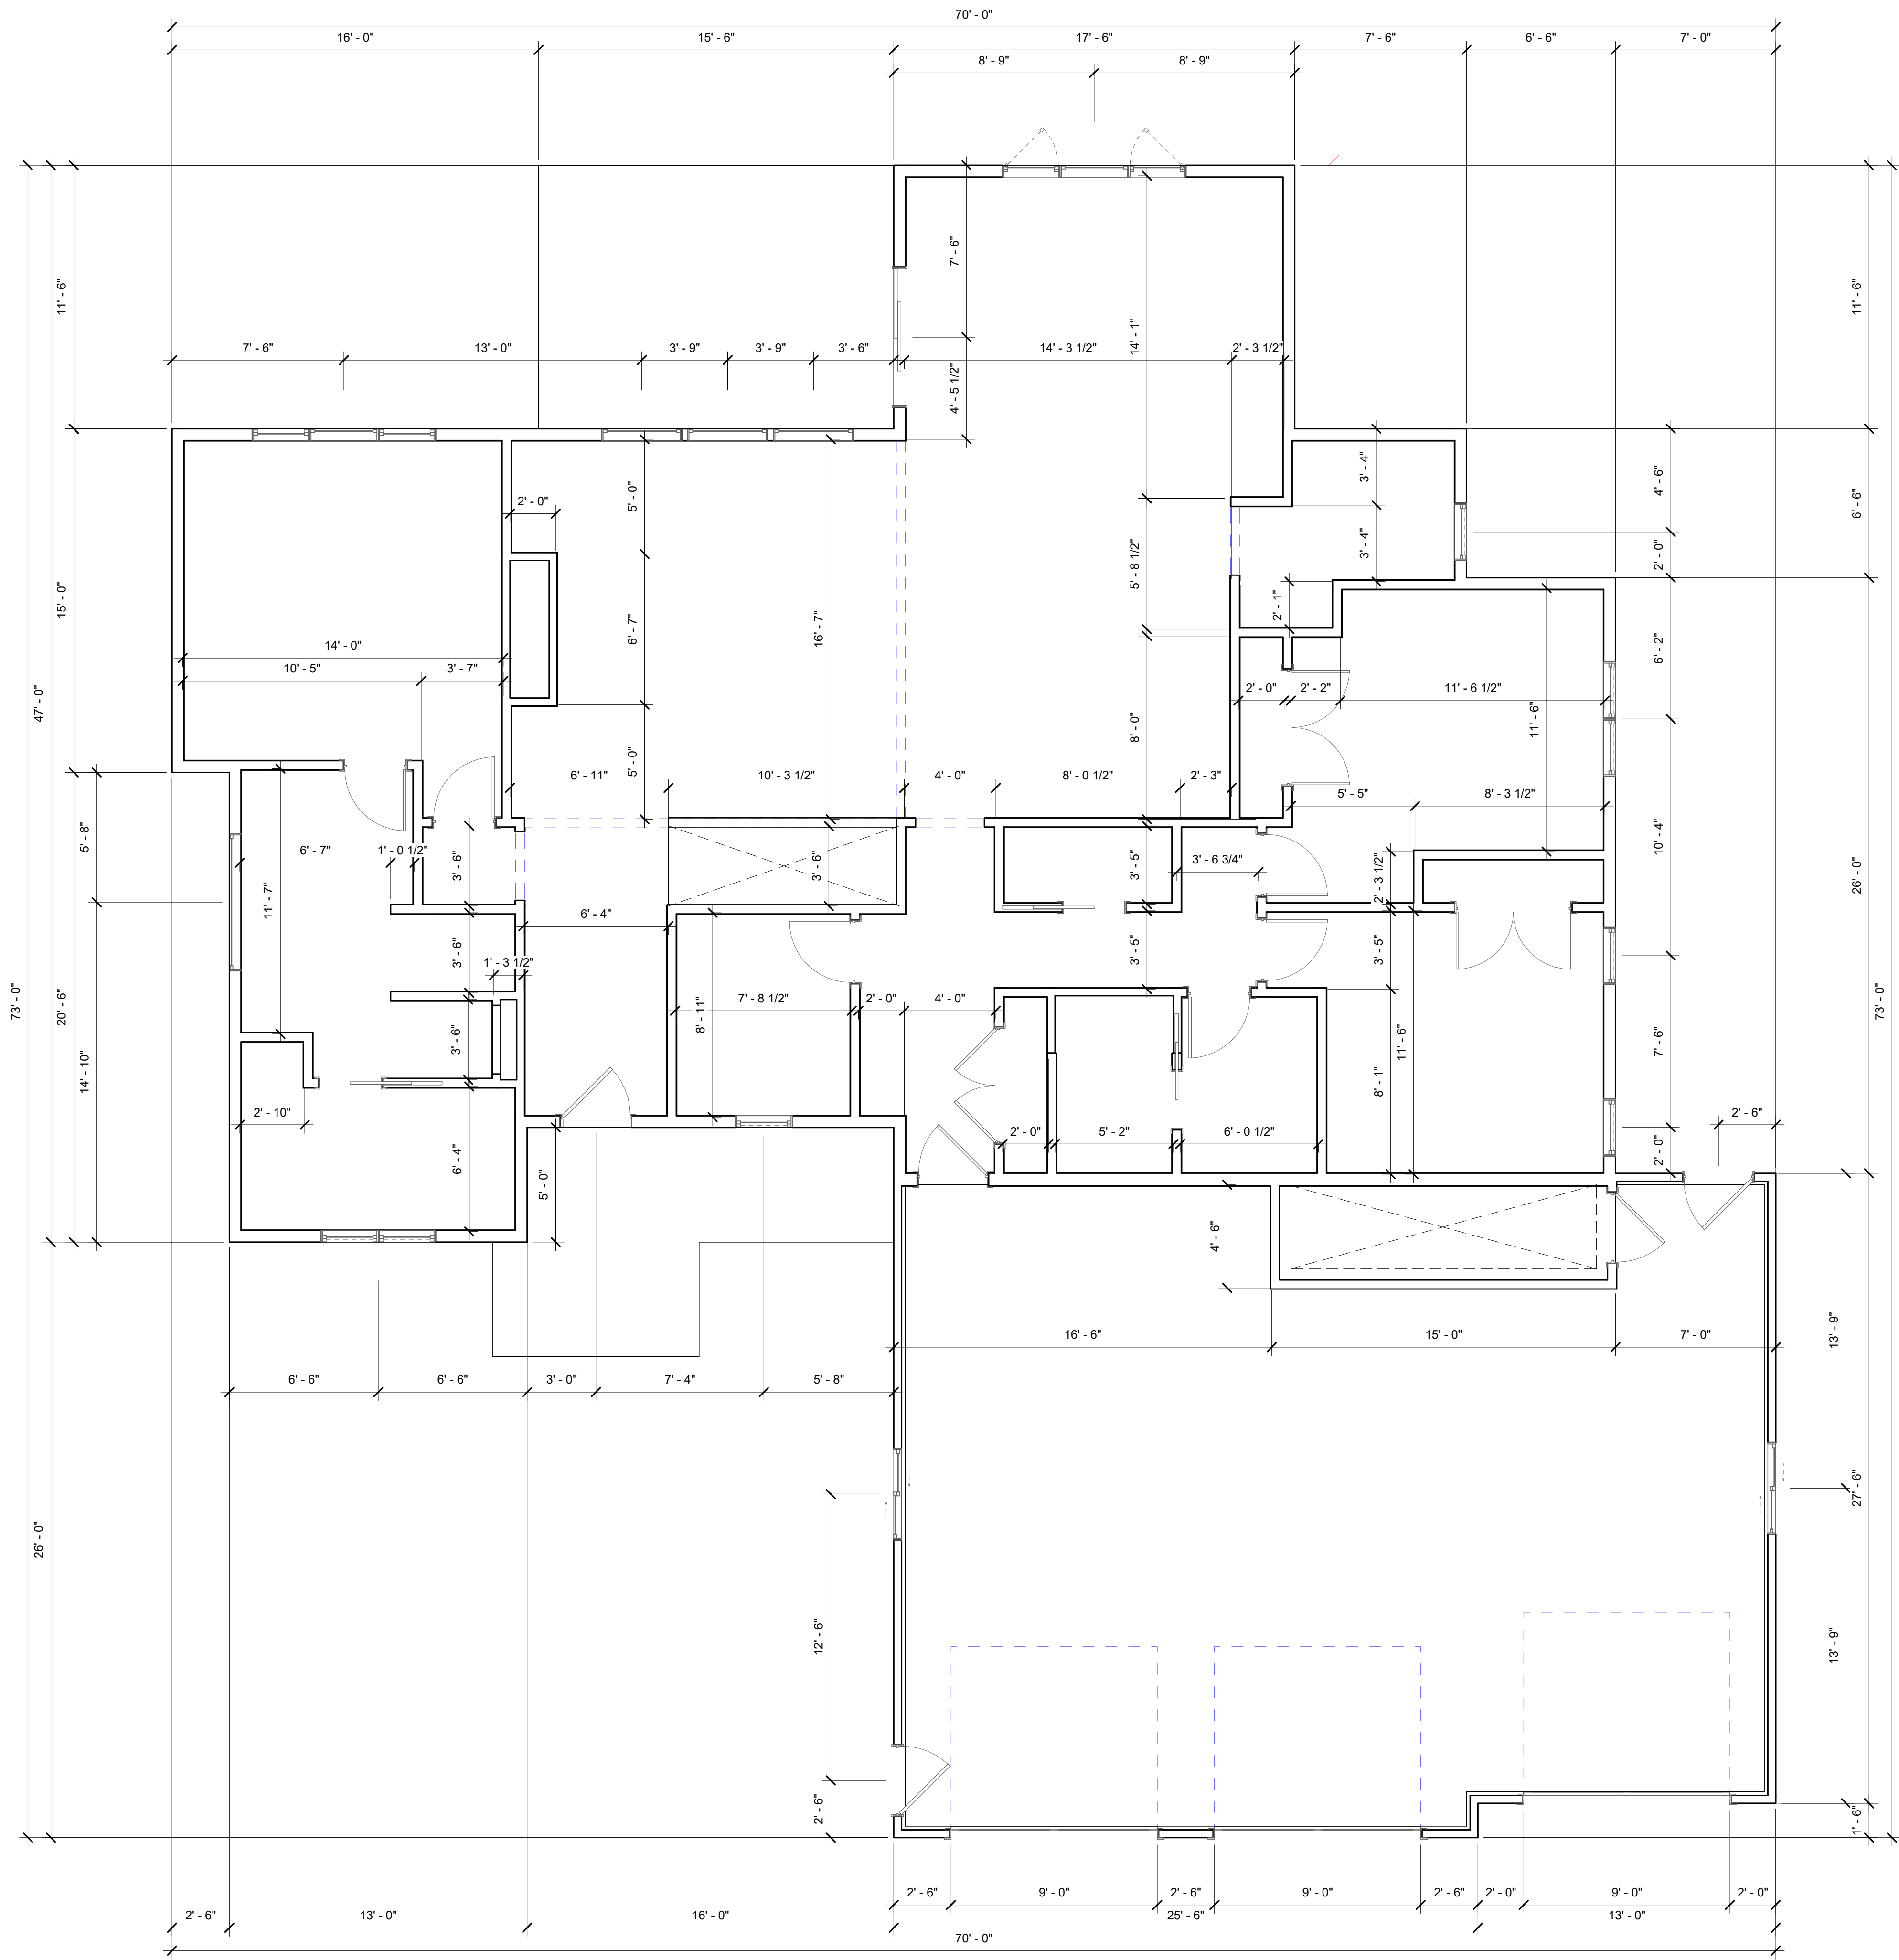 70' - 0"
16' - 0" 15' - 6" 17' - 6" 7' - 6" 6' - 6" 7' - 0"
8' - 9" 8' - 9"
7' - 6"
11' - 6" 11' - 6"
14' - 1"
7' - 6" 13' - 0" 3' - 9" 3' - 9" 3' - 6" 14' - 3 1/2" 2' - 3 1/2"
4' - 5 1/2"
3' - 4" 4' - 6"
2' - 0" 5' - 0" 6' - 6"
3' - 4" 2' - 0"
5' - 8 1/2"
15' - 0" 2' - 1"
6' - 7" 16' - 7" 6' - 2"
14' - 0"
10' - 5" 3' - 7"
2' - 0" 2' - 2" 11' - 6 1/2"
47' - 0" 8' - 0" 11' - 6"
5' - 0"
6' - 11" 10' - 3 1/2" 4' - 0" 8' - 0 1/2" 2' - 3"
5' - 5" 8' - 3 1/2"
5' - 8" 10' - 4" 26' - 0"
6' - 7" 1' - 0 1/2" 3' - 6" 3' - 6" 3' - 5" 3' - 6 3/4" 2' - 3 1/2"
11' - 7"
6' - 4"
3' - 6" 3' - 5" 3' - 5"
1' - 3 1/2"
73' - 0" 20' - 6" 73' - 0"
8' - 11" 7' - 8 1/2" 2' - 0" 4' - 0"
3' - 6" 11' - 6" 7' - 6"
14' - 10"
8' - 1"
2' - 10" 2' - 6"
6' - 4" 2' - 0" 5' - 2" 6' - 0 1/2" 2' - 0"
5' - 0"
4' - 6"
16' - 6" 15' - 0" 7' - 0" 13' - 9"
6' - 6" 6' - 6" 3' - 0" 7' - 4" 5' - 8"
27' - 6"
26' - 0"
12' - 6" 13' - 9"
2' - 6" 1' - 6"
2' - 6" 9' - 0" 2' - 6" 9' - 0" 2' - 6" 2' - 0" 9' - 0" 2' - 0"
2' - 6" 13' - 0" 16' - 0" 25' - 6" 13' - 0"
70' - 0"